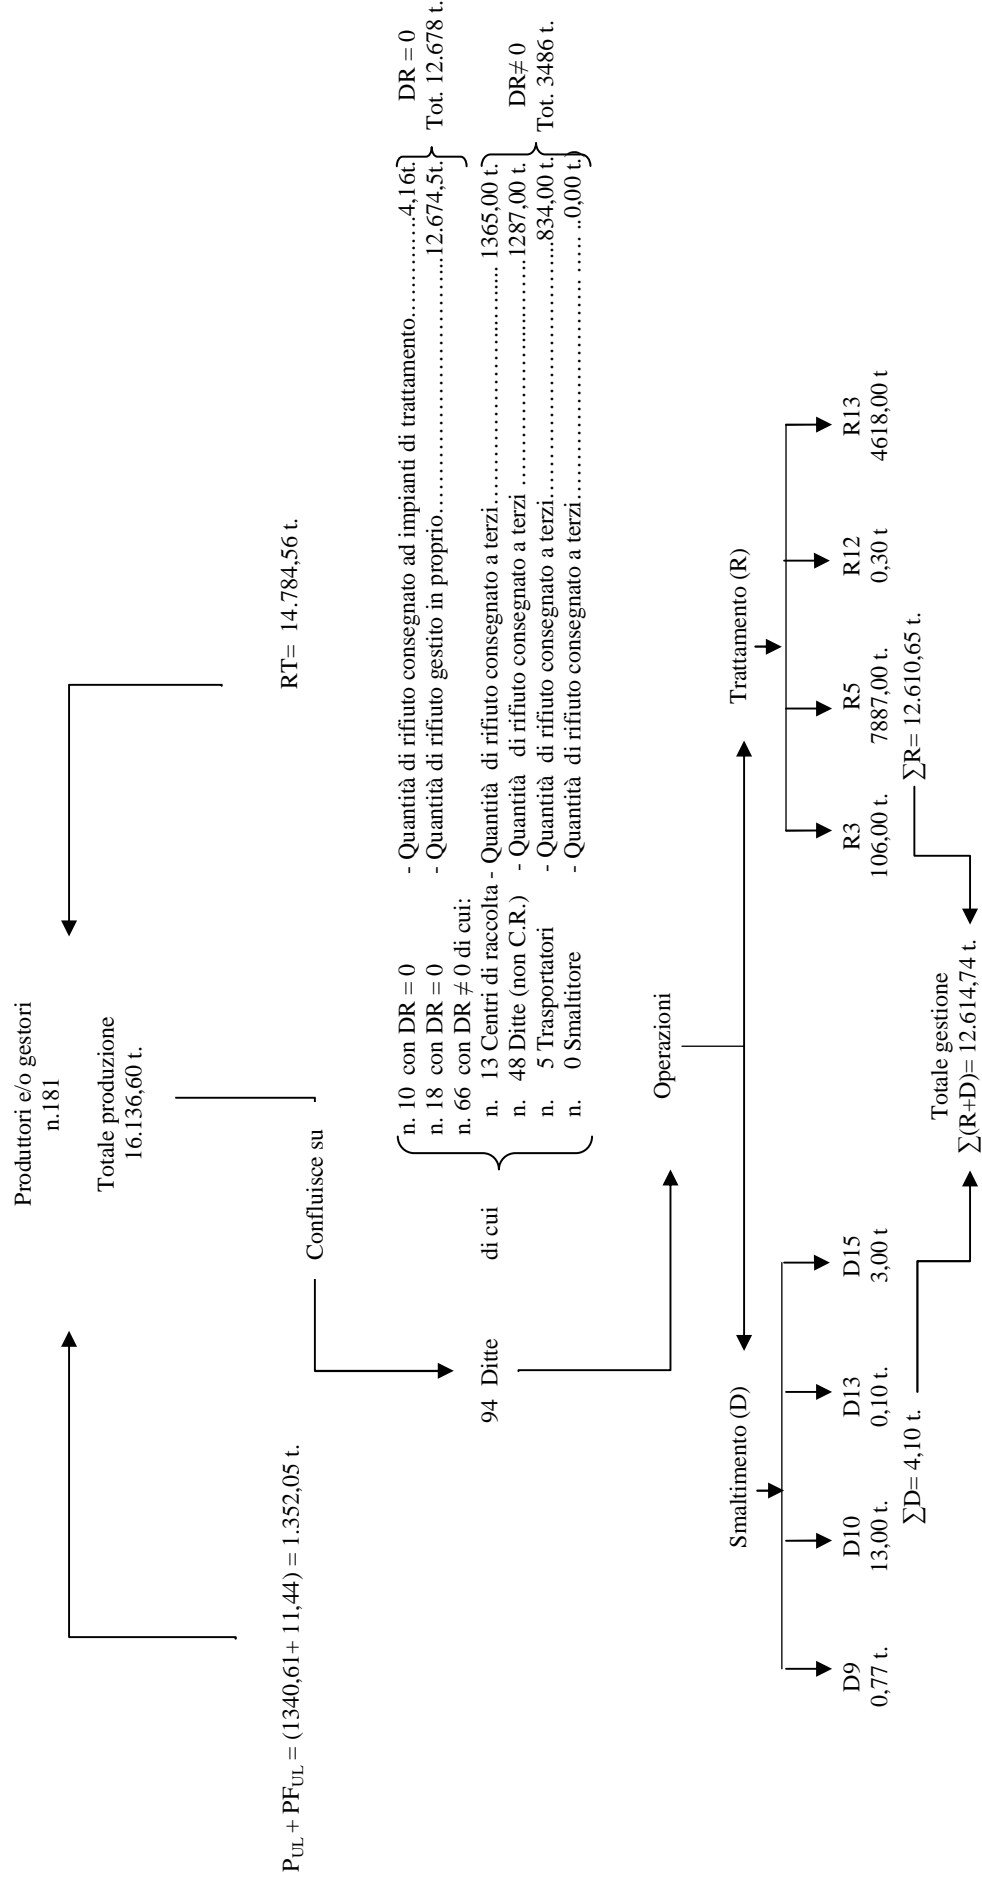 Produttori e/o gestori
n.181
Totale produzione
16.136,60 t.
P_UL + PF_UL = (1340,61+ 11,44) = 1.352,05 t.
RT= 14.784,56 t.
Confluisce su
94 Ditte
di cui
n. 10 con DR = 0 - Quantità di rifiuto consegnato ad impianti di trattamento..........4,16t.
n. 18 con DR = 0 - Quantità di rifiuto gestito in proprio..............................12.674,5t.
DR = 0
Tot. 12.678 t.
n. 66 con DR ≠ 0 di cui:
n. 13 Centri di raccolta - Quantità di rifiuto consegnato a terzi.............................. 1365,00 t.
n. 48 Ditte (non C.R.) - Quantità di rifiuto consegnato a terzi ..............................1287,00 t.
n. 5 Trasportatori - Quantità di rifiuto consegnato a terzi..............................834,00 t.
n. 0 Smaltitore - Quantità di rifiuto consegnato a terzi.............................. ..0,00 t.)
DR≠ 0
Tot. 3486 t.
Operazioni
Smaltimento (D)
Trattamento (R)
D9
0,77 t.
D10
13,00 t.
D13
0,10 t.
D15
3,00 t
R3
106,00 t.
R5
7887,00 t.
R12
0,30 t
R13
4618,00 t
∑D= 4,10 t.
∑R= 12.610,65 t.
Totale gestione
∑(R+D)= 12.614,74 t.